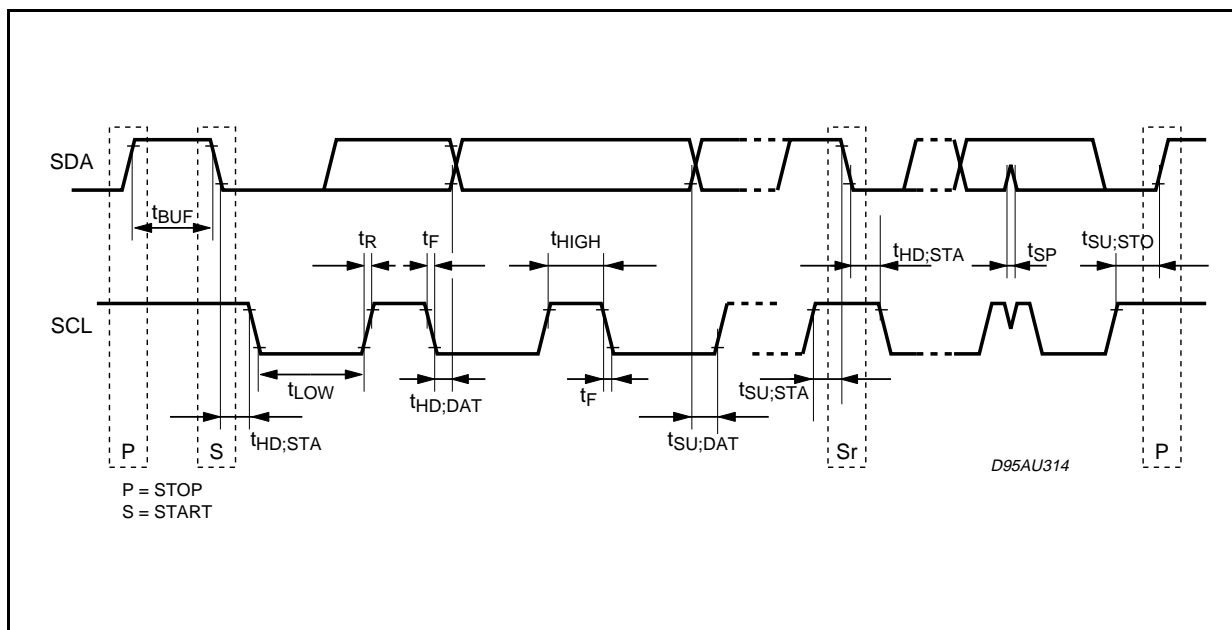 SDA
tBUF
tR
tF
tHIGH
tHD;STA
tSP
tSU;STO
SCL
tLOW
tHD;STA
tHD;DAT
tF
tSU;DAT
tSU;STA
P
S
Sr
D95AU314
P
P = STOP
S = START